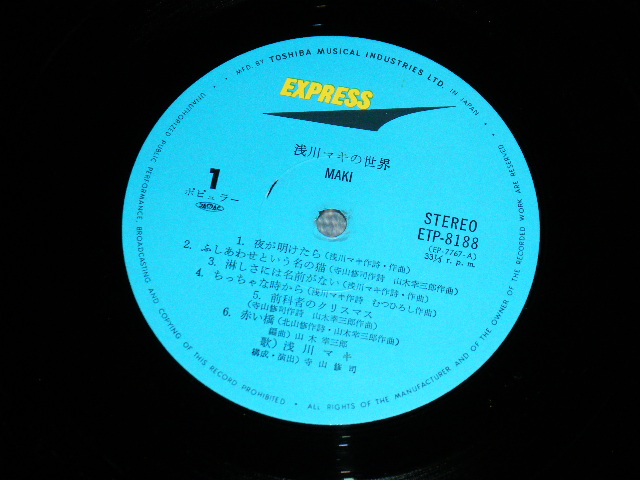 MFD. BY TOSHIBA MUSICAL INDUSTRIES LTD. IN JAPAN
EXPRESS
浅川マキの世界
MAKI
1
ポピュラー
STEREO
ETP-8188
(EP-7767-A)
33⅓ r. p. m.
1. 夜が明けたら(浅川マキ作詩・作曲)
2. ふしあわせという名の猫(寺山修司作詩 山木幸三郎作曲)
3. 淋しさには名前がない(浅川マキ作詩・作曲)
4. ちっちゃな時から(浅川マキ作詩 むつひろし作曲)
5. 前科者のクリスマス
(寺山修司作詩・山木幸三郎作曲)
6. 赤い橋(北山修作詩・山木幸三郎作曲)
編曲)山木幸三郎
歌)浅川マキ
構成・演出)寺山修司
UNAUTHORIZED PUBLIC PERFORMANCE, BROADCASTING AND COPYING OF THIS RECORD PROHIBITED • ALL RIGHTS OF THE MANUFACTURER AND OF THE OWNER OF THE RECORDED WORK ARE RESERVED